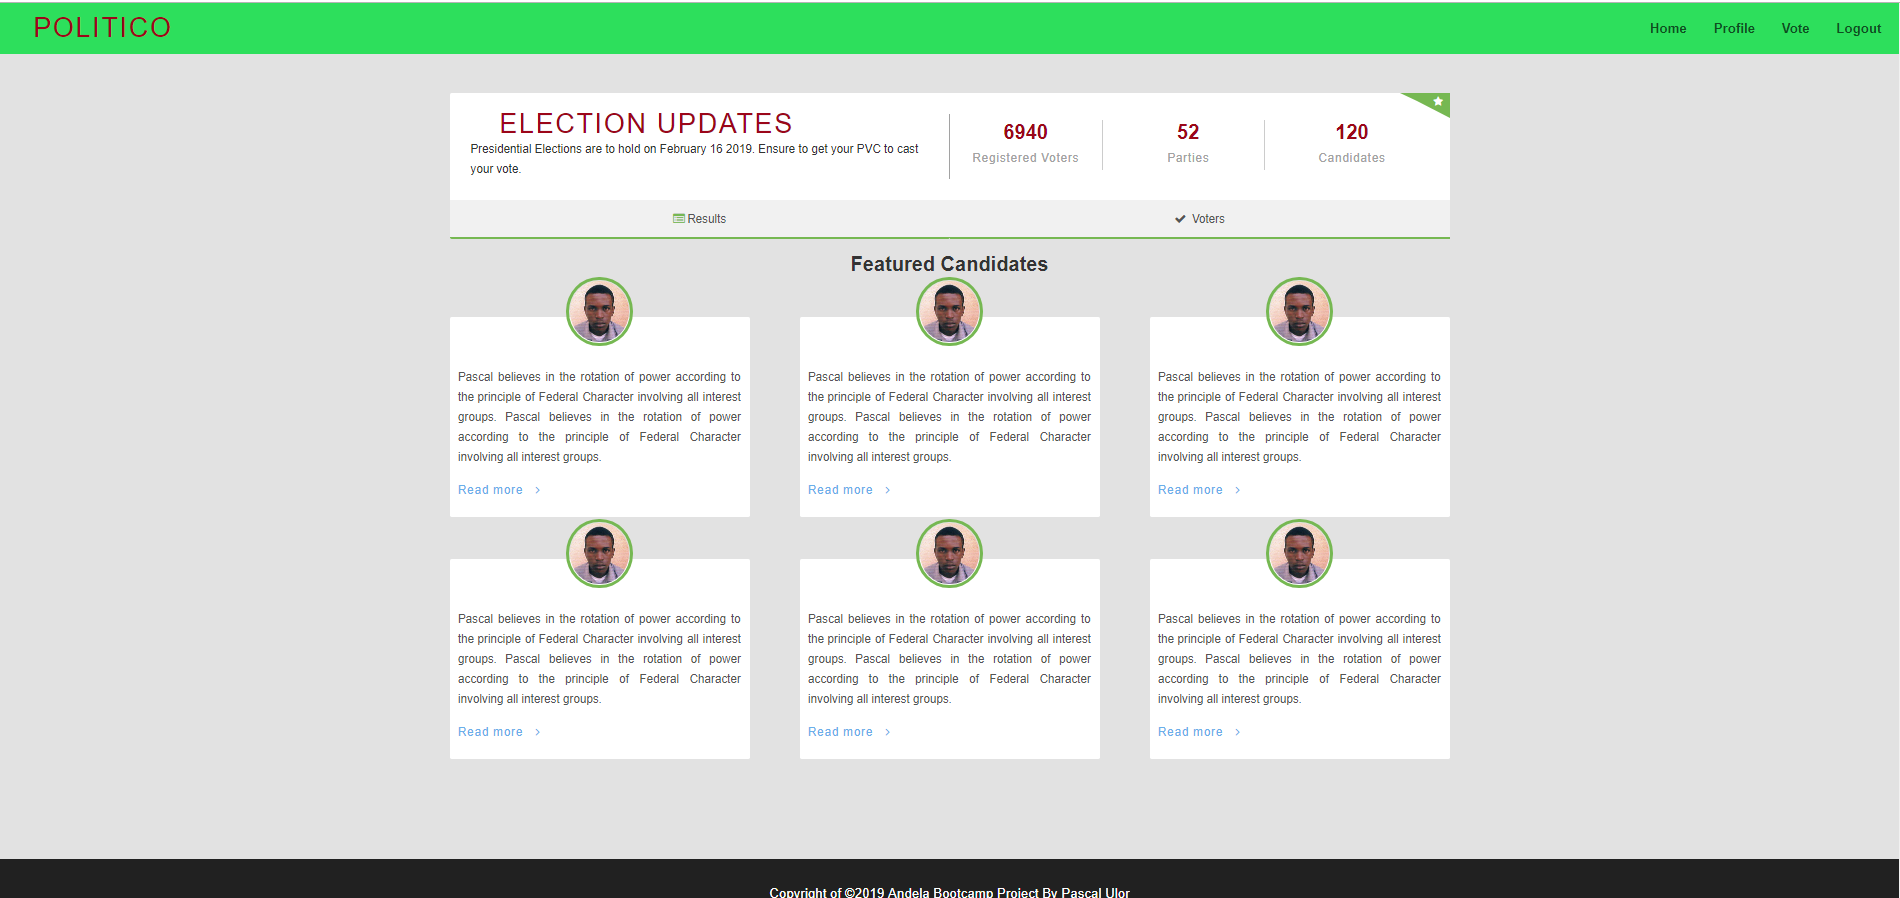 POLITICO
Home Profile Vote Logout
ELECTION UPDATES
Presidential Elections are to hold on February 16 2019. Ensure to get your PVC to cast
your vote.
6940 52 120
Registered Voters Parties Candidates
Results Voters
Featured Candidates
Pascal believes in the rotation of power according to
the principle of Federal Character involving all interest
groups. Pascal believes in the rotation of power
according to the principle of Federal Character
involving all interest groups.
Read more
Pascal believes in the rotation of power according to
the principle of Federal Character involving all interest
groups. Pascal believes in the rotation of power
according to the principle of Federal Character
involving all interest groups.
Read more
Pascal believes in the rotation of power according to
the principle of Federal Character involving all interest
groups. Pascal believes in the rotation of power
according to the principle of Federal Character
involving all interest groups.
Read more
Pascal believes in the rotation of power according to
the principle of Federal Character involving all interest
groups. Pascal believes in the rotation of power
according to the principle of Federal Character
involving all interest groups.
Read more
Pascal believes in the rotation of power according to
the principle of Federal Character involving all interest
groups. Pascal believes in the rotation of power
according to the principle of Federal Character
involving all interest groups.
Read more
Pascal believes in the rotation of power according to
the principle of Federal Character involving all interest
groups. Pascal believes in the rotation of power
according to the principle of Federal Character
involving all interest groups.
Read more
Copyright of ©2019 Andela Bootcamp Project By Pascal Ulor